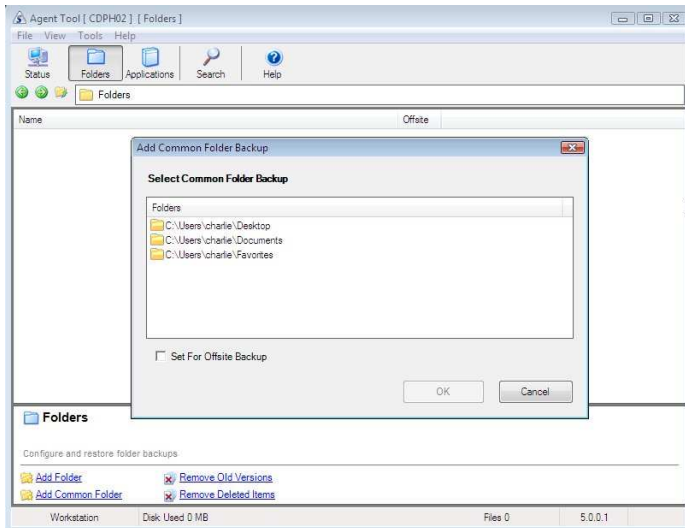 Agent Tool [ CDPH02 ] [ Folders ]
File View Tools Help
Status Folders Applications Search Help
Folders
Name Offsite
Add Common Folder Backup
Select Common Folder Backup
Folders
C:\Users\charlie\Desktop
C:\Users\charlie\Documents
C:\Users\charlie\Favorites
Set For Offsite Backup
OK Cancel
Folders
Configure and restore folder backups
Add Folder Remove Old Versions
Add Common Folder Remove Deleted Items
Workstation Disk Used 0 MB Files 0 5.0.0.1